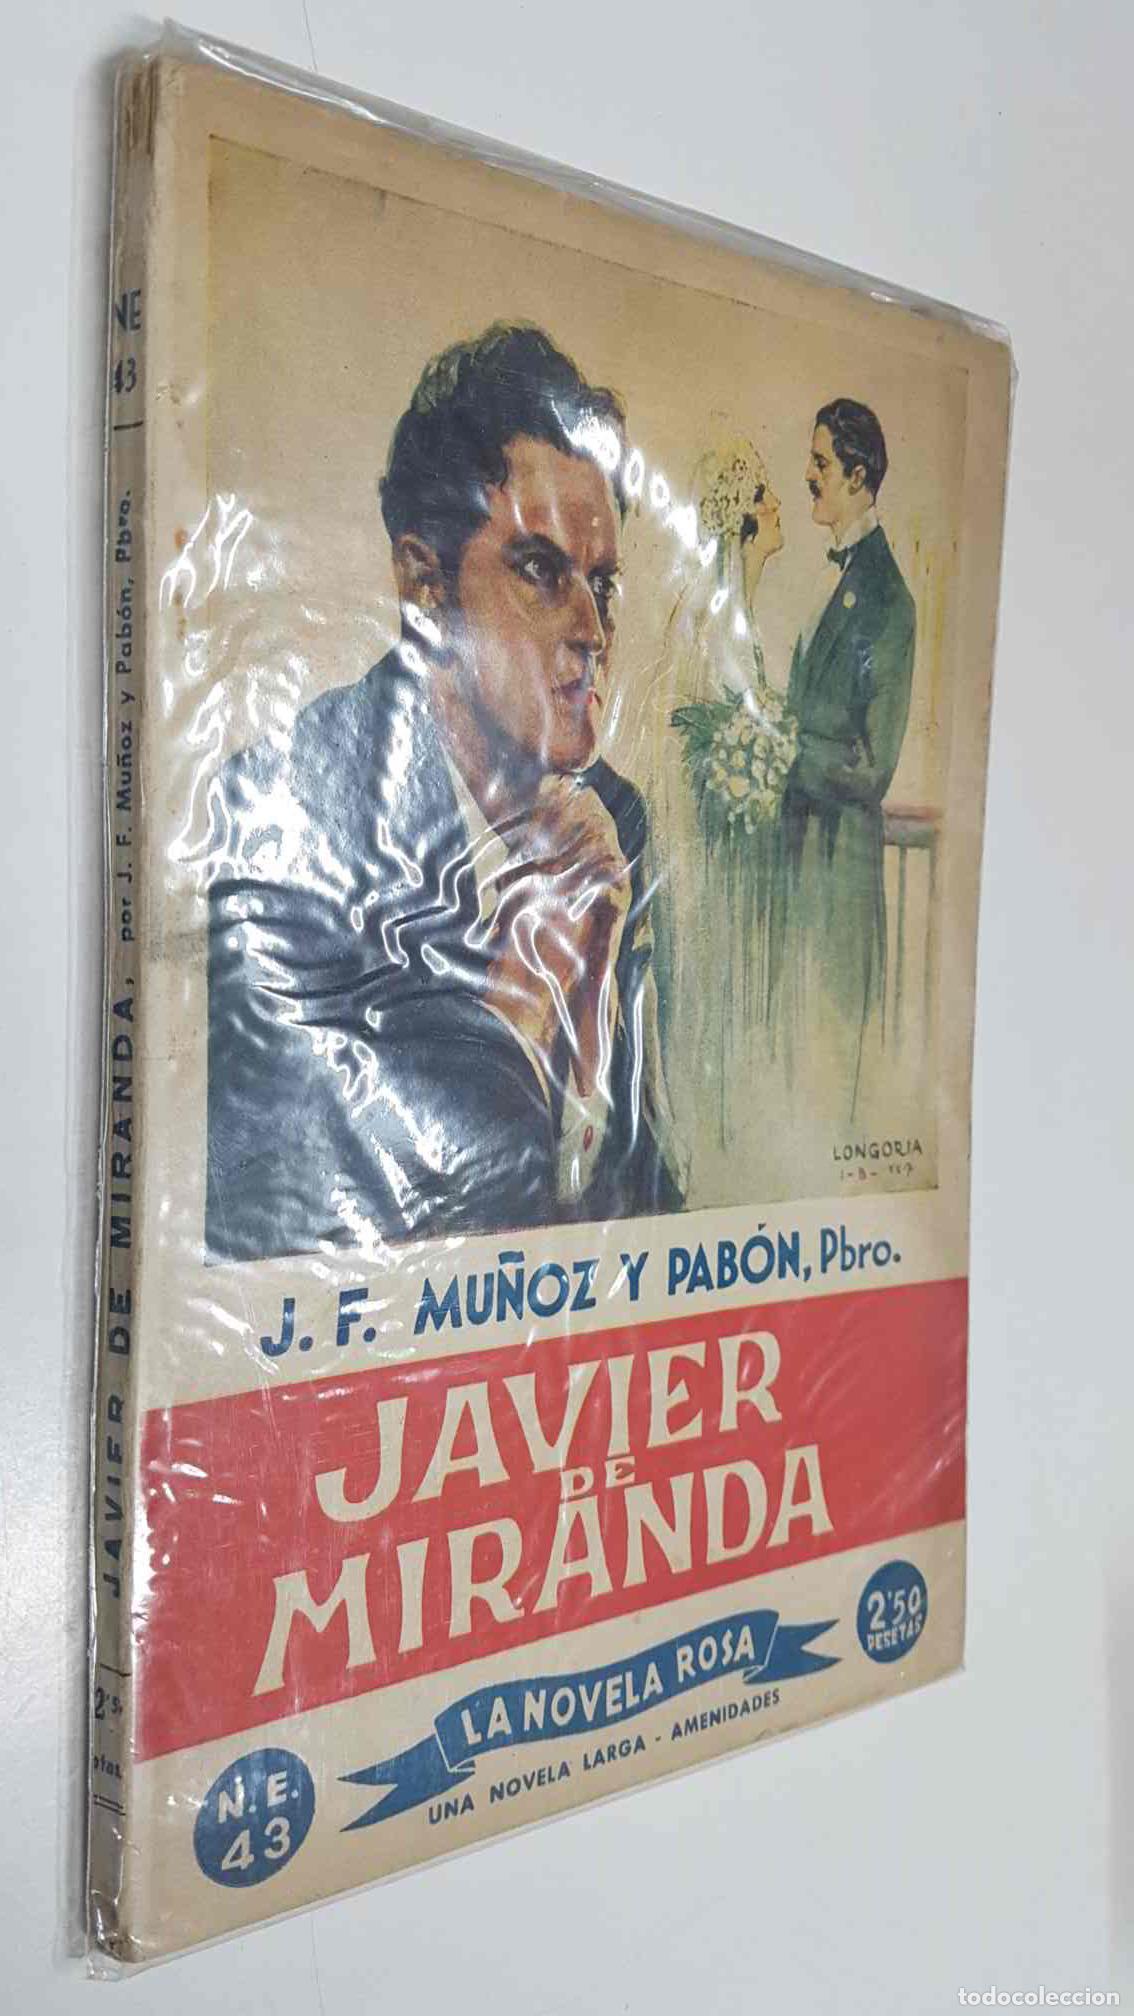 NE
43
JAVIER DE MIRANDA, por J. F. Muñoz y Pabón, Pbro.
LONGORIA
J. F. MUÑOZ Y PABÓN, Pbro.
JAVIER
DE
MIRANDA
2'50
PESETAS
LA NOVELA ROSA
UNA NOVELA LARGA - AMENIDADES
N.E.
43
ptas.
todocoleccion